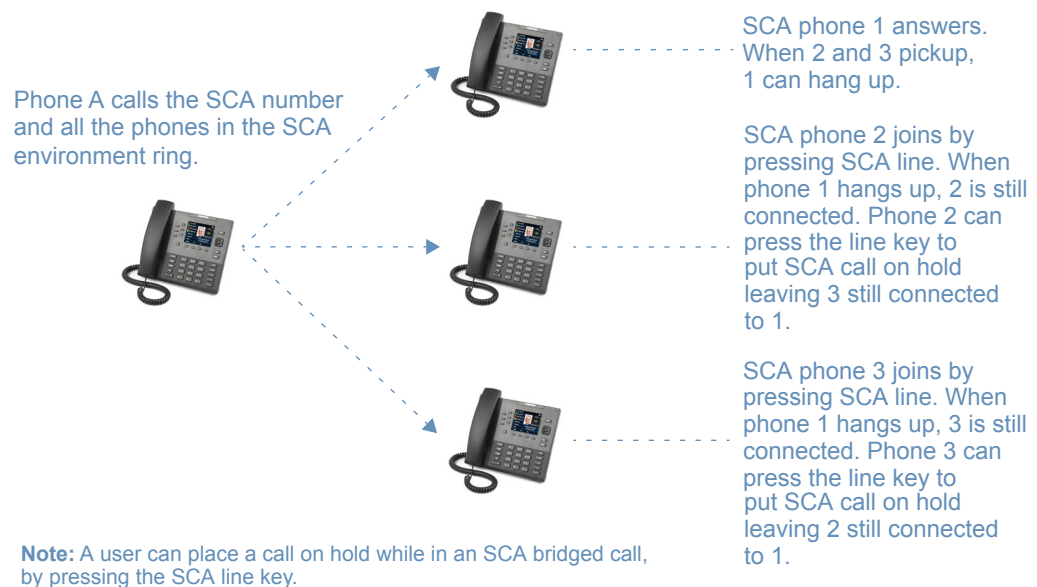 Phone A calls the SCA number
and all the phones in the SCA
environment ring.
SCA phone 1 answers.
When 2 and 3 pickup,
1 can hang up.
SCA phone 2 joins by
pressing SCA line. When
phone 1 hangs up, 2 is still
connected. Phone 2 can
press the line key to
put SCA call on hold
leaving 3 still connected
to 1.
SCA phone 3 joins by
pressing SCA line. When
phone 1 hangs up, 3 is still
connected. Phone 3 can
press the line key to
put SCA call on hold
leaving 2 still connected
to 1.
Note: A user can place a call on hold while in an SCA bridged call,
by pressing the SCA line key.